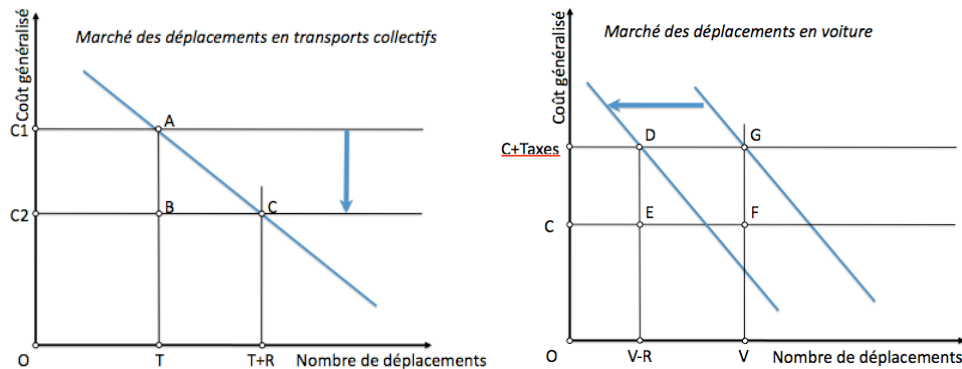 Marché des déplacements en transports collectifs
Coût généralisé
C1
A
C2
B
C
O
T
T+R
Nombre de déplacements
Marché des déplacements en voiture
Coût généralisé
C+Taxes
D
G
C
E
F
O
V-R
V
Nombre de déplacements